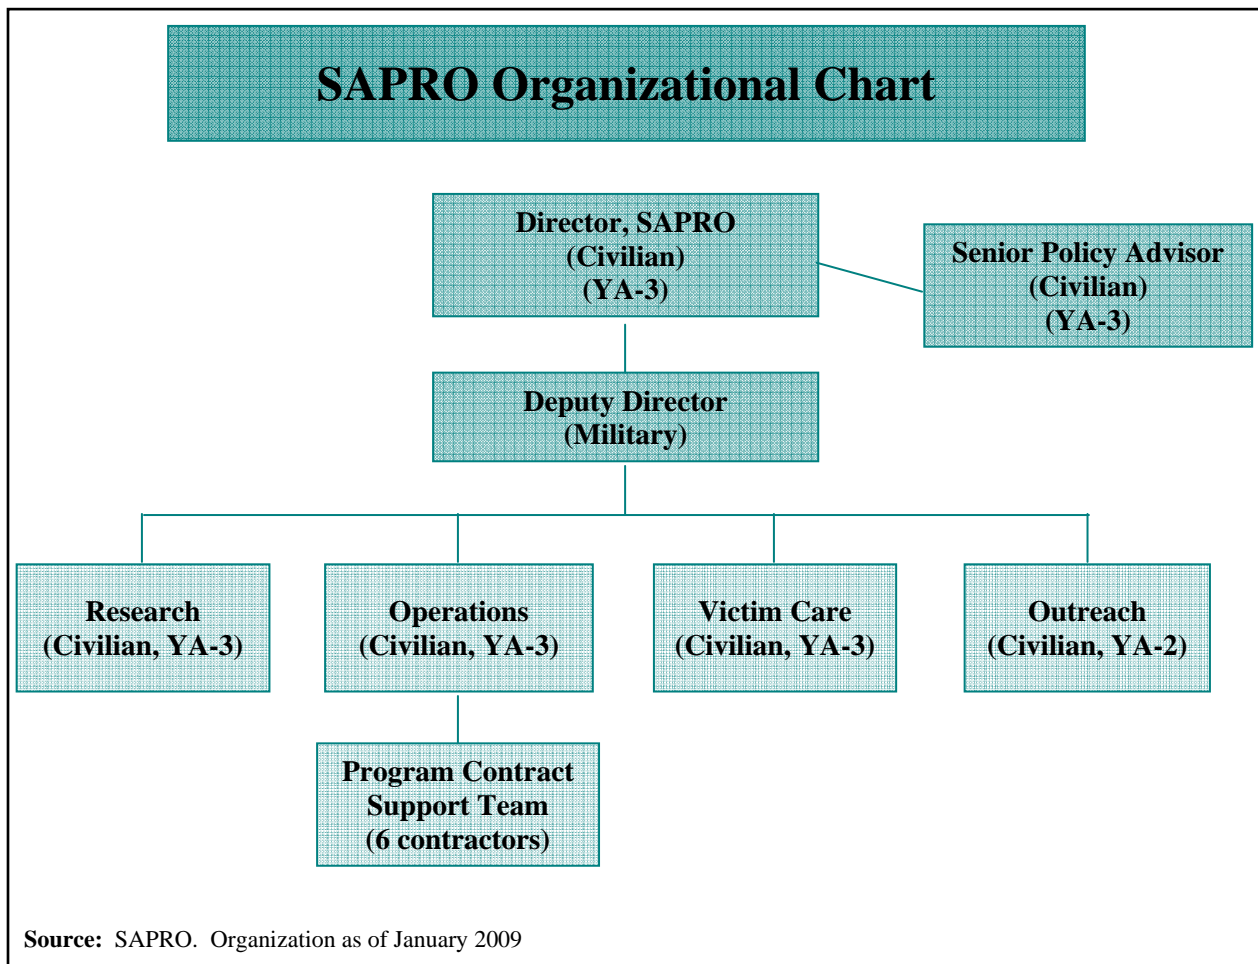 SAPRO Organizational Chart
Director, SAPRO
(Civilian)
(YA-3)
Senior Policy Advisor
(Civilian)
(YA-3)
Deputy Director
(Military)
Research
(Civilian, YA-3)
Operations
(Civilian, YA-3)
Victim Care
(Civilian, YA-3)
Outreach
(Civilian, YA-2)
Program Contract
Support Team
(6 contractors)
Source: SAPRO. Organization as of January 2009